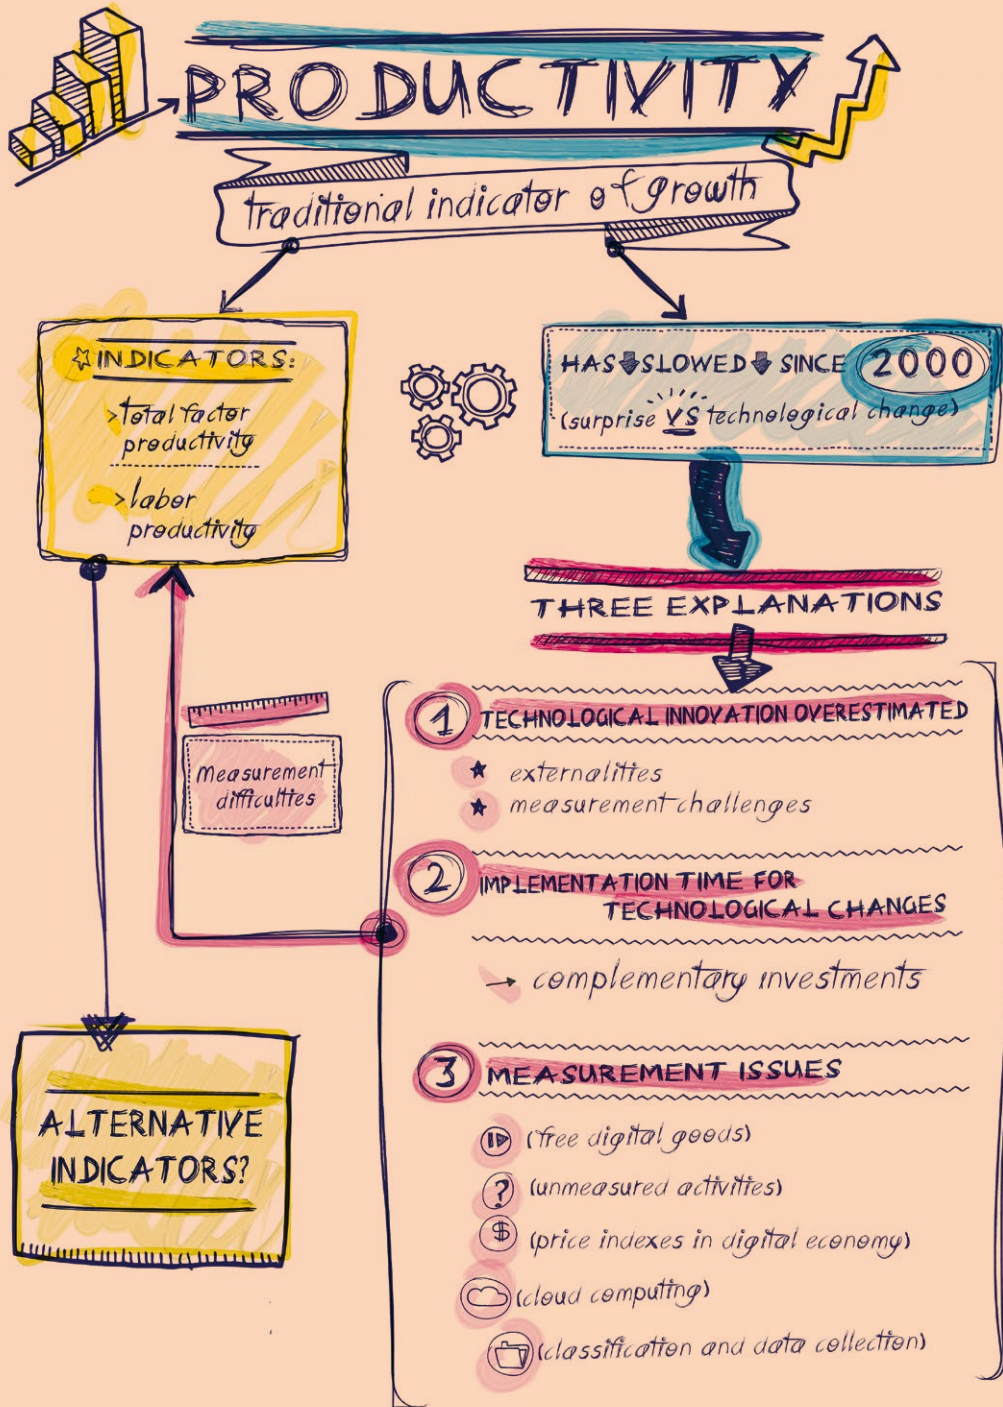 PRODUCTIVITY
traditional indicator of growth
INDICATORS:
>total factor
productivity
>labor
productivity
HAS SLOWED SINCE 2000
(surprise VS technological change)
THREE EXPLANATIONS
1 TECHNOLOGICAL INNOVATION OVERESTIMATED
externalities
measurement challenges
2 IMPLEMENTATION TIME FOR
TECHNOLOGICAL CHANGES
complementary investments
3 MEASUREMENT ISSUES
(free digital goods)
? (unmeasured activities)
$ (price indexes in digital economy)
(cloud computing)
(classification and data collection)
measurement
difficulties
ALTERNATIVE
INDICATORS?